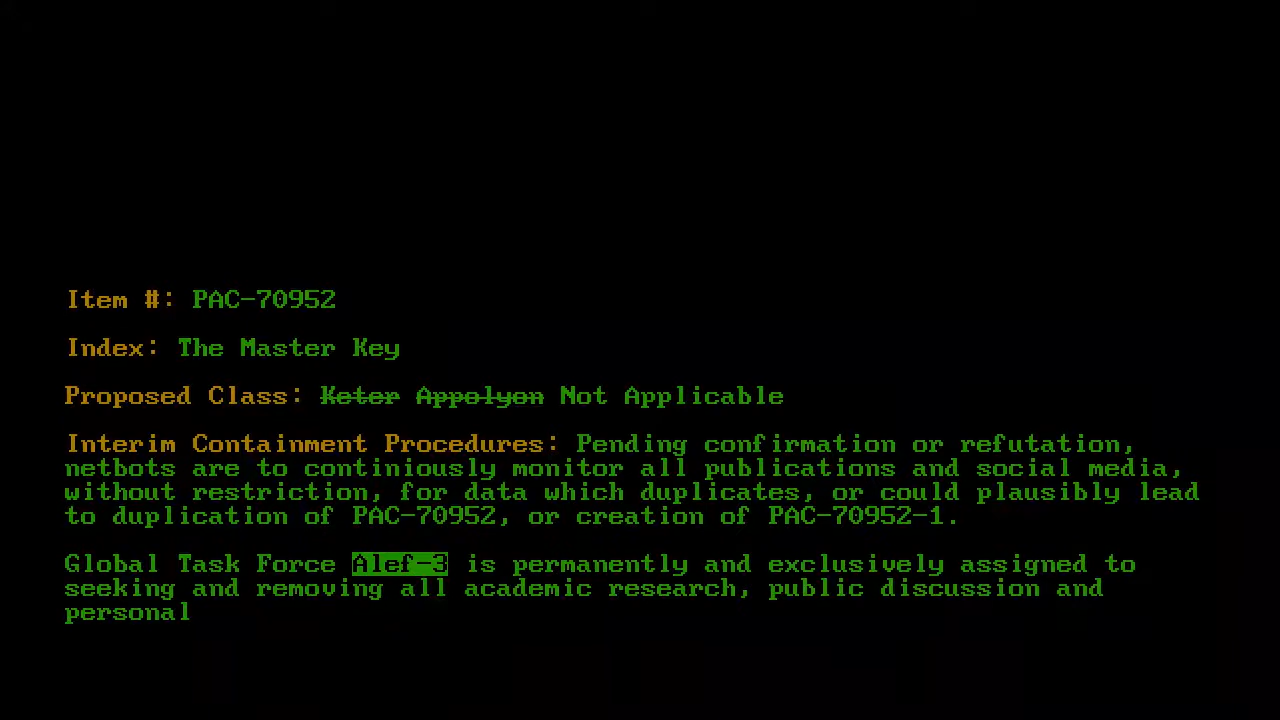 Item #: PAC-70952
Index: The Master Key
Proposed Class: Keter Appolyon Not Applicable
Interim Containment Procedures: Pending confirmation or refutation,
netbots are to continiously monitor all publications and social media,
without restriction, for data which duplicates, or could plausibly lead
to duplication of PAC-70952, or creation of PAC-70952-1.
Global Task Force Alef-3 is permanently and exclusively assigned to
seeking and removing all academic research, public discussion and
personal